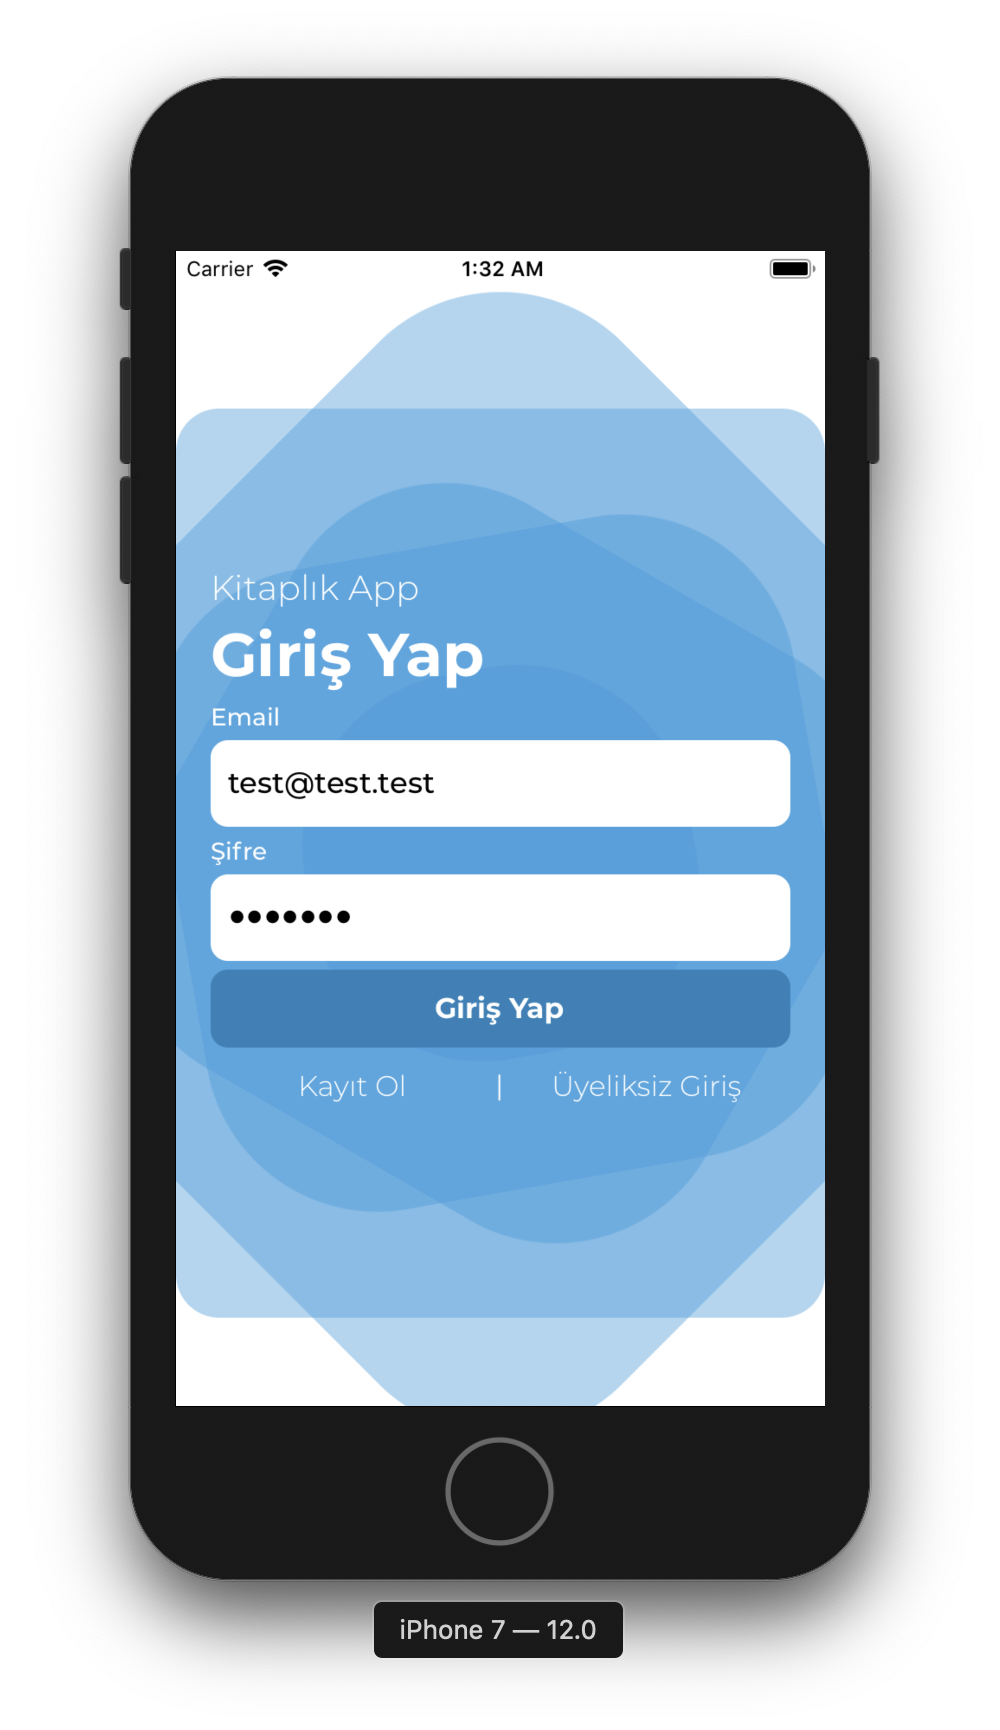 Carrier 1:32 AM
Kitaplık App
Giriş Yap
Email
test@test.test
Şifre
•••••••
Giriş Yap
Kayıt Ol | Üyeliksiz Giriş
iPhone 7 — 12.0